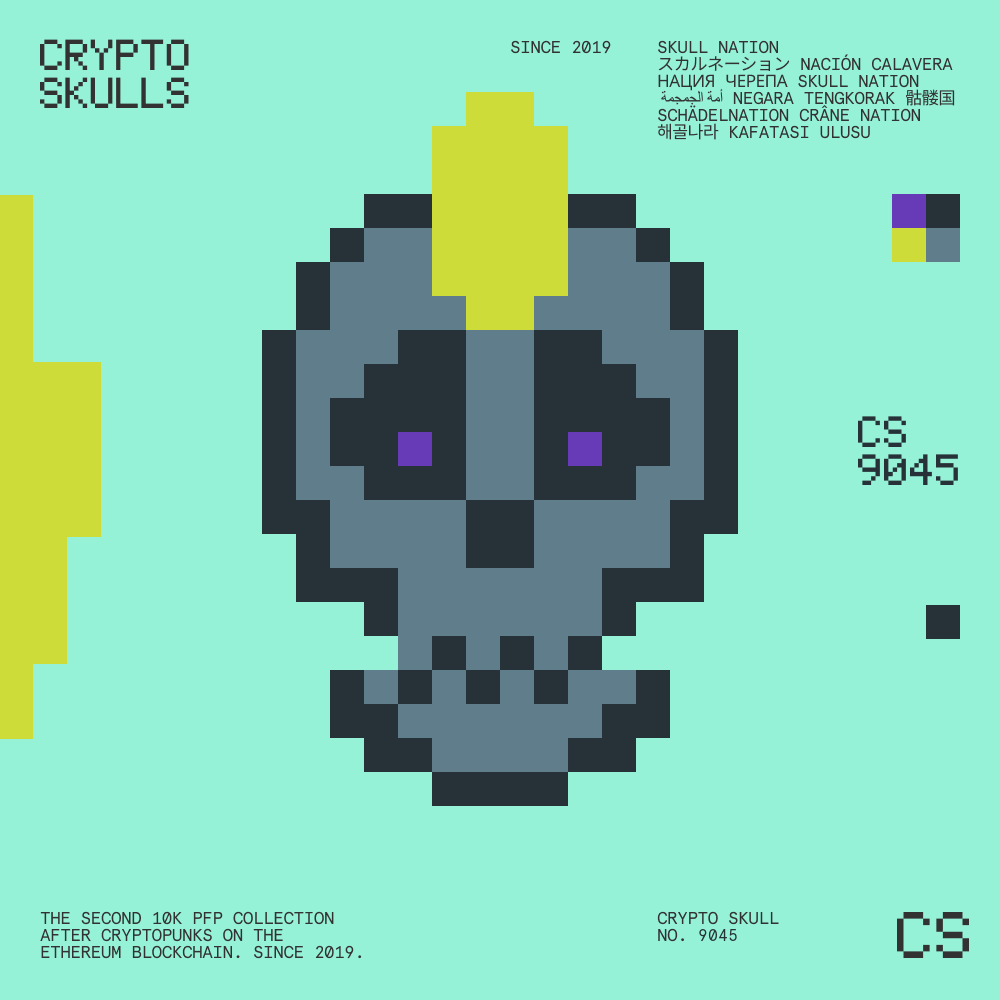 CRYPTO
SKULLS
SINCE 2019
SKULL NATION
スカルネーション NACIÓN CALAVERA
НАЦИЯ ЧЕРЕПА SKULL NATION
أمة الجمجمة NEGARA TENGKORAK 骷髅国
SCHÄDELNATION CRÂNE NATION
해골나라 KAFATASI ULUSU
CS
9045
THE SECOND 10K PFP COLLECTION
AFTER CRYPTOPUNKS ON THE
ETHEREUM BLOCKCHAIN. SINCE 2019.
CRYPTO SKULL
NO. 9045
CS